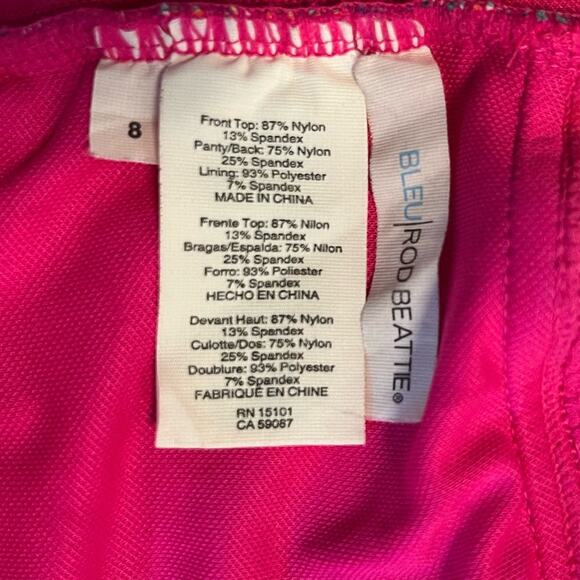 8
Front Top: 87% Nylon
13% Spandex
Panty/Back: 75% Nylon
25% Spandex
Lining: 93% Polyester
7% Spandex
MADE IN CHINA
Frente Top: 87% Nilon
13% Spandex
Bragas/Espalda: 75% Nilon
25% Spandex
Forro: 93% Poliester
7% Spandex
HECHO EN CHINA
Devant Haut: 87% Nylon
13% Spandex
Culotte/Dos: 75% Nylon
25% Spandex
Doublure: 93% Polyester
7% Spandex
FABRIQUÉ EN CHINE
RN 15101
CA 59087
BLEU|ROD BEATTIE®